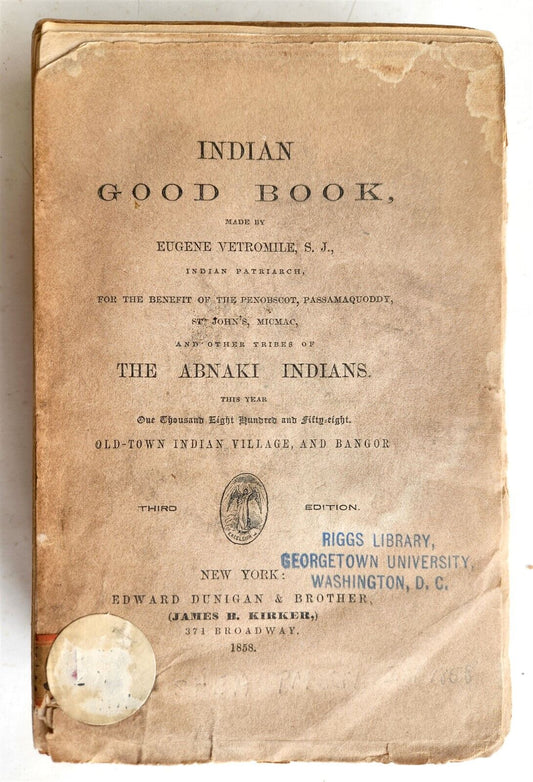 INDIAN
GOOD BOOK,
MADE BY
EUGENE VETROMILE, S. J.,
INDIAN PATRIARCH,
FOR THE BENEFIT OF THE PENOBSCOT, PASSAMAQUODDY,
ST. JOHN'S, MICMAC,
AND OTHER TRIBES OF
THE ABNAKI INDIANS.
THIS YEAR
One Thousand Eight Hundred and Fifty-eight.
OLD-TOWN INDIAN VILLAGE, AND BANGOR
THIRD EDITION.
EXCELSIOR
RIGGS LIBRARY,
GEORGETOWN UNIVERSITY,
WASHINGTON, D. C.
NEW YORK:
EDWARD DUNIGAN & BROTHER,
(JAMES B. KIRKER,)
371 BROADWAY.
1858.